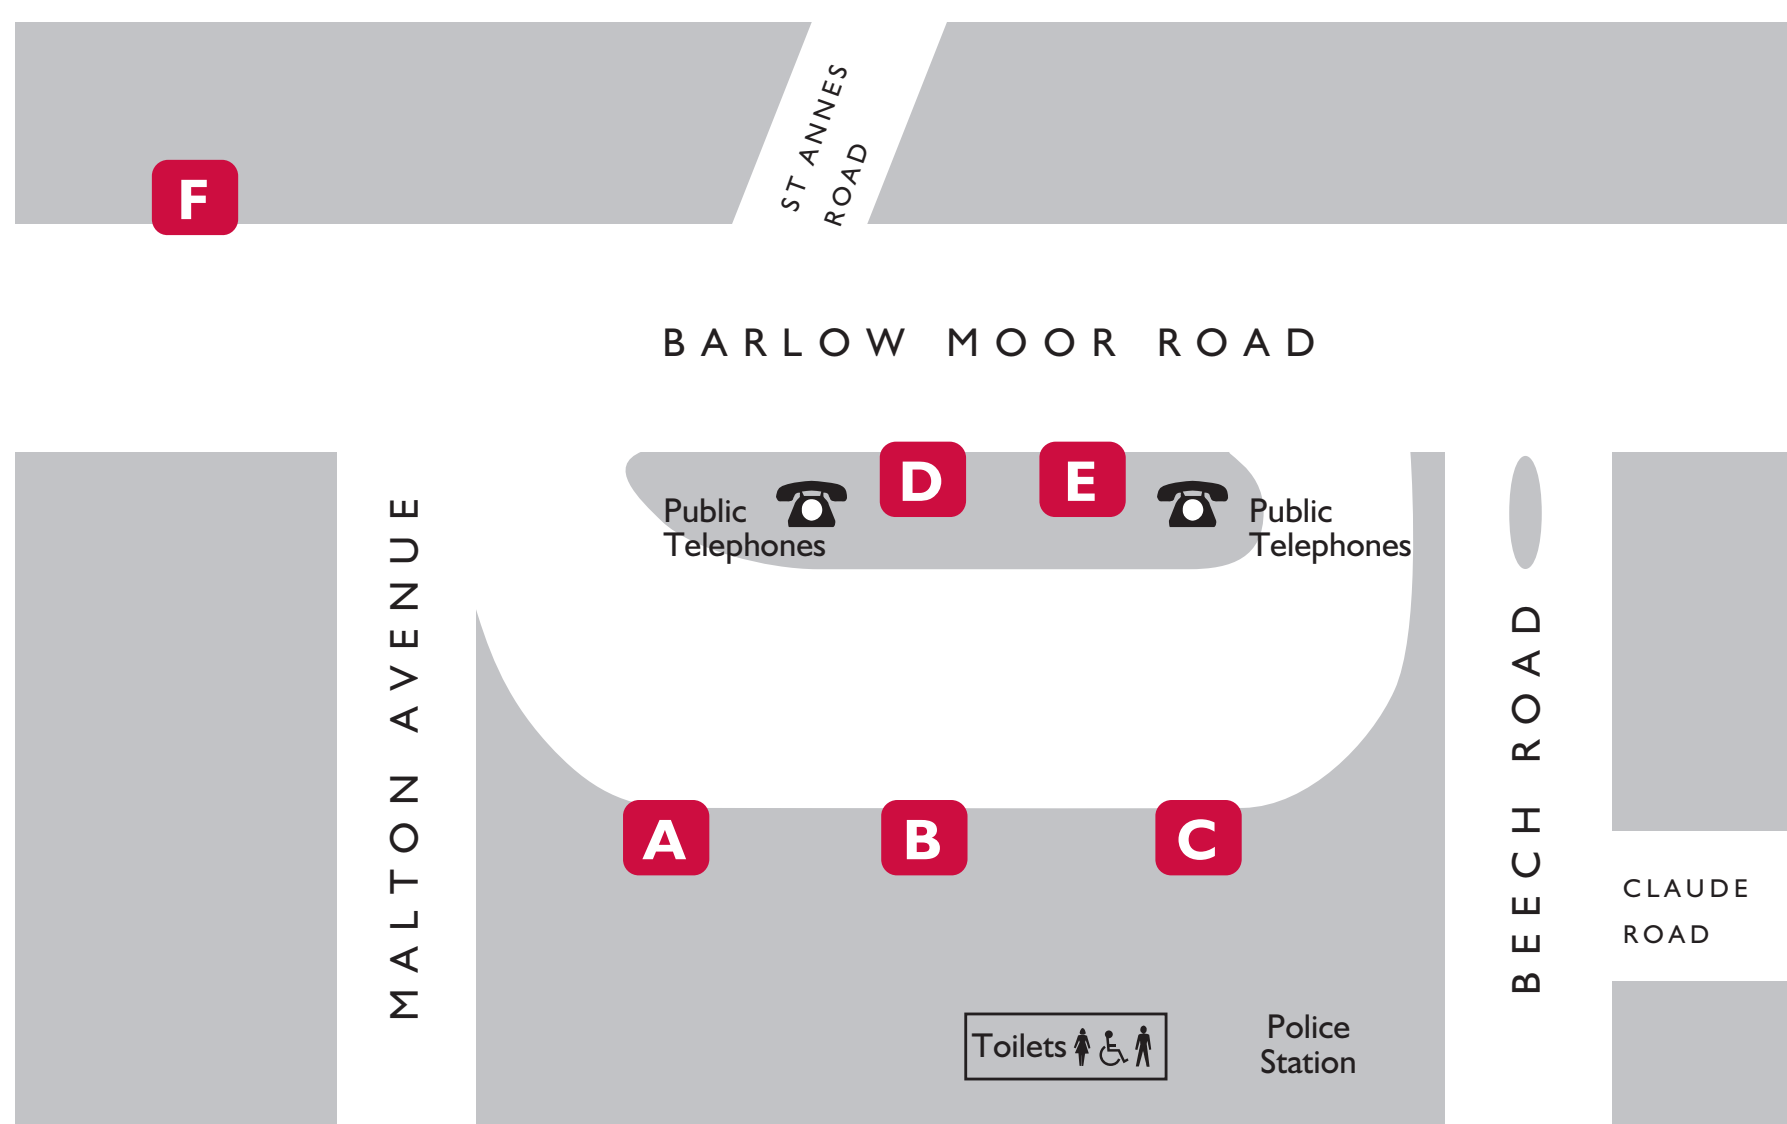 ST ANNES
ROAD
F
BARLOW MOOR ROAD
D
E
Public
Telephones
Public
Telephones
MALTON AVENUE
BEECH ROAD
A
B
C
CLAUDE
ROAD
Toilets
Police
Station